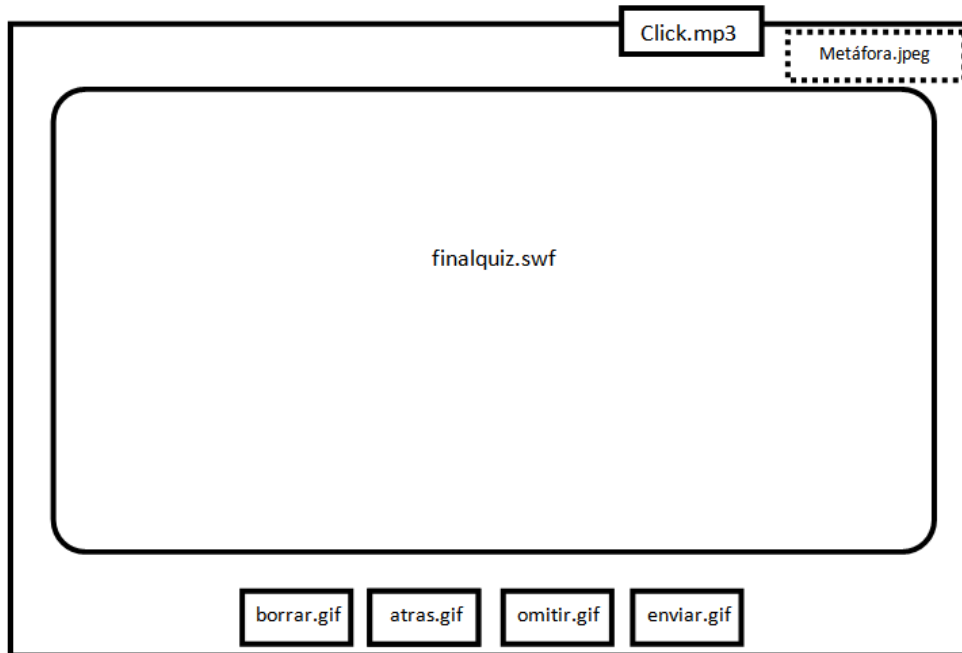 Click.mp3
Metáfora.jpeg
finalquiz.swf
borrar.gif
atras.gif
omitir.gif
enviar.gif